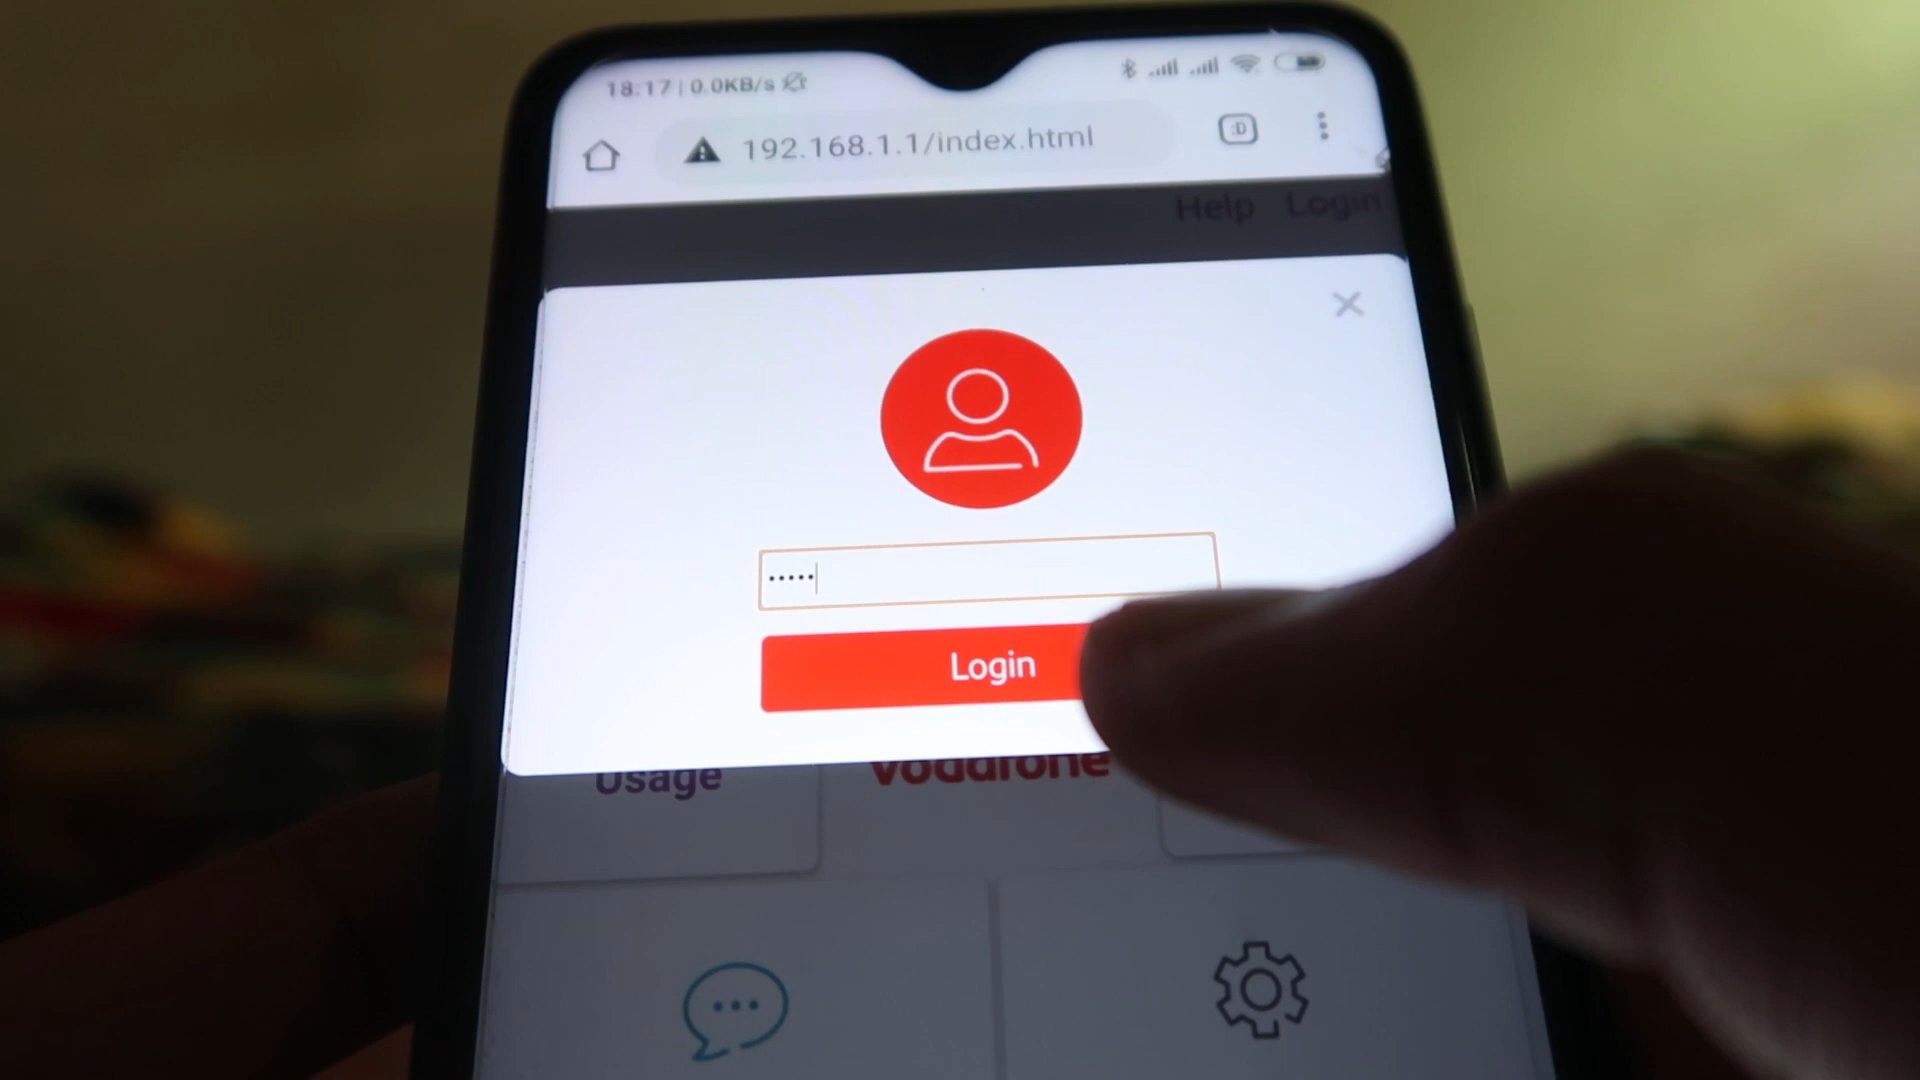 18:17 | 0.0KB/s
192.168.1.1/index.html
:D
Help Login
•••••
Login
Usage
vodafone